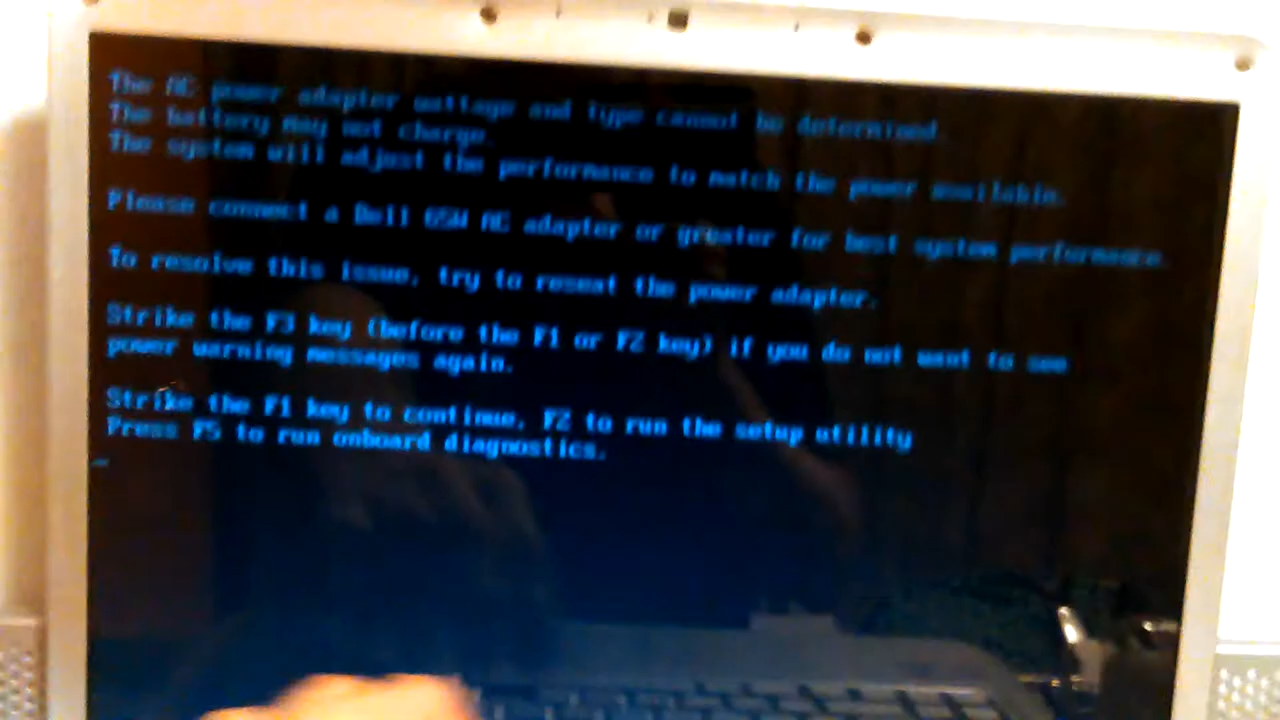 The AC power adapter wattage and type cannot be determined.
The battery may not charge.
The system will adjust the performance to match the power available.
Please connect a Dell 65W AC adapter or greater for best system performance.
To resolve this issue, try to reseat the power adapter.
Strike the F3 key (before the F1 or F2 key) if you do not want to see
power warning messages again.
Strike the F1 key to continue, F2 to run the setup utility
Press F5 to run onboard diagnostics.